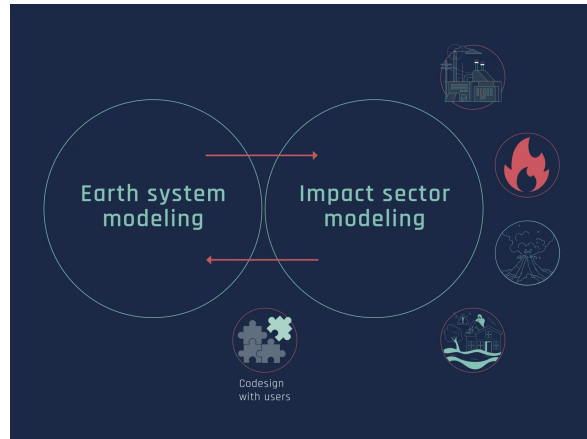 Earth system
modeling
Impact sector
modeling
Codesign
with users